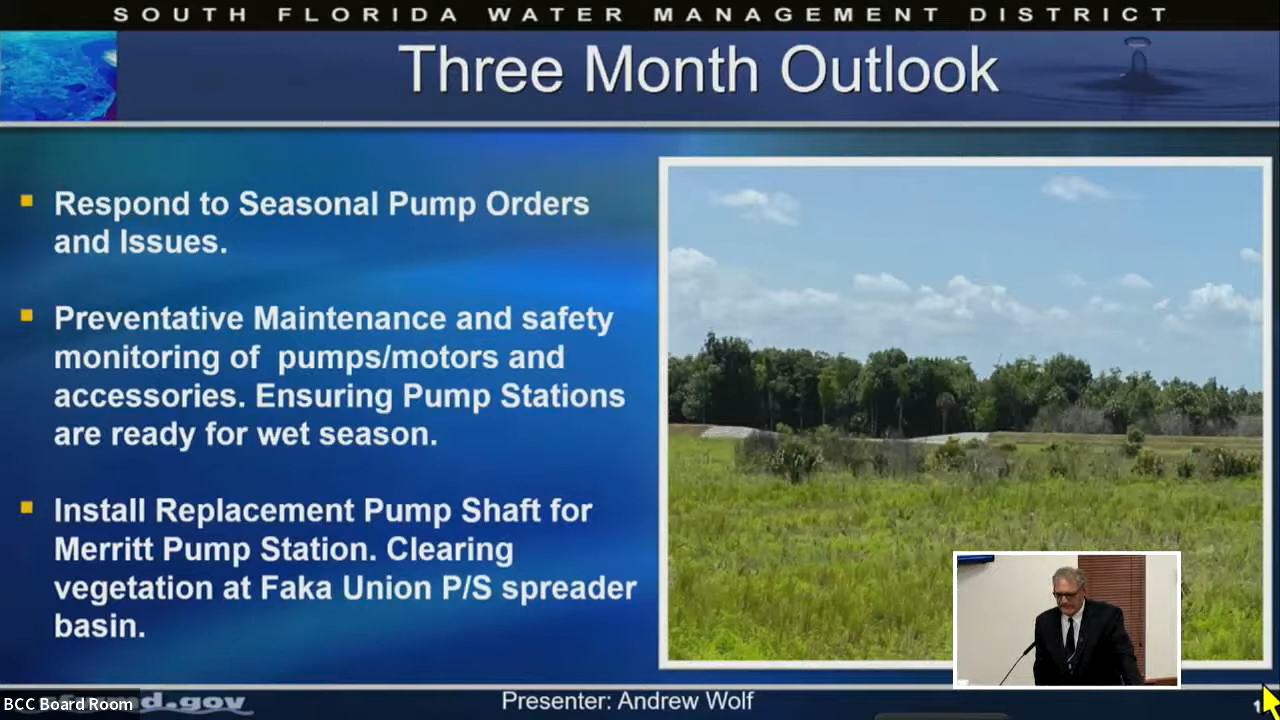 SOUTH FLORIDA WATER MANAGEMENT DISTRICT
Three Month Outlook
Respond to Seasonal Pump Orders
and Issues.
Preventative Maintenance and safety
monitoring of pumps/motors and
accessories. Ensuring Pump Stations
are ready for wet season.
Install Replacement Pump Shaft for
Merritt Pump Station. Clearing
vegetation at Faka Union P/S spreader
basin.
BCC Board Room
d.gov
Presenter: Andrew Wolf